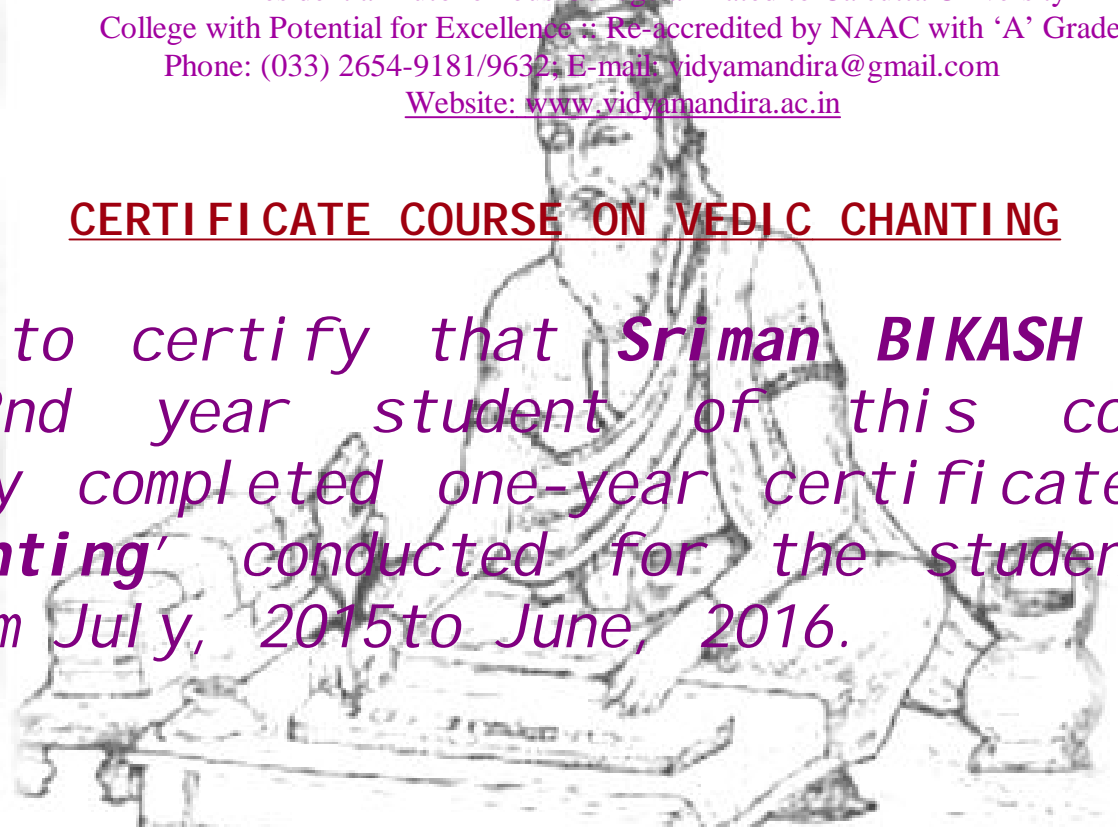 College with Potential for Excellence :: Re-accredited by NAAC with ‘A’ Grade
Phone: (033) 2654-9181/9632; E-mail: vidyamandira@gmail.com
Website: www.vidyamandira.ac.in
CERTIFICATE COURSE ON VEDIC CHANTING
to certify that Sriman BIKASH
2nd year student of this co
y completed one-year certificate
nting’ conducted for the studen
m July, 2015to June, 2016.